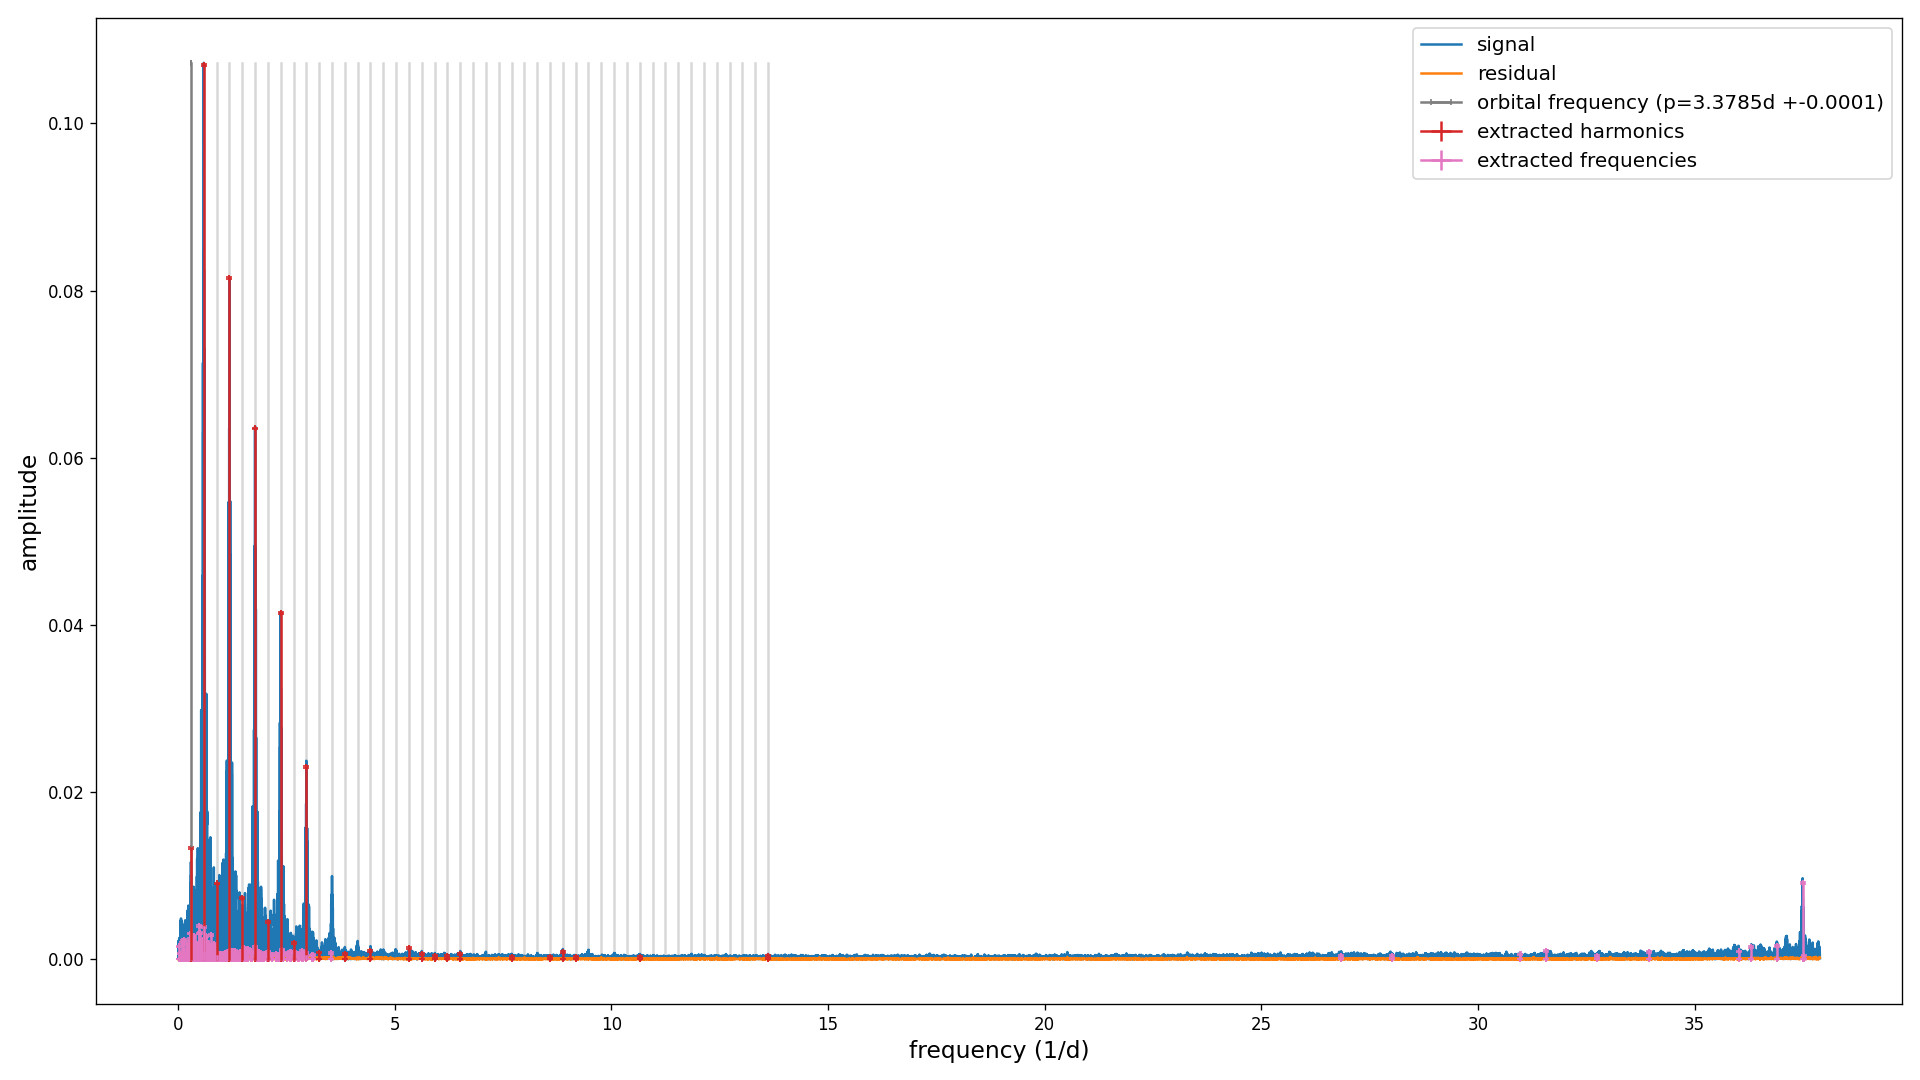 signal
residual
orbital frequency (p=3.3785d +-0.0001)
extracted harmonics
extracted frequencies
0.10
0.08
0.06
0.04
0.02
0.00
amplitude
0 5 10 15 20 25 30 35
frequency (1/d)